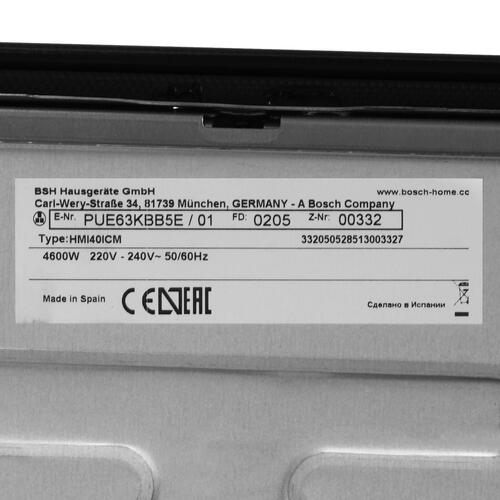 BSH Hausgeräte GmbH www.bosch-home.cc
Carl-Wery-Straße 34, 81739 München, GERMANY - A Bosch Company
E-Nr. PUE63KBB5E / 01 FD: 0205 Z-Nr: 00332
Type:HMI40ICM 332050528513003327
4600W 220V - 240V~ 50/60Hz
Made in Spain CE EAC Сделано в Испании